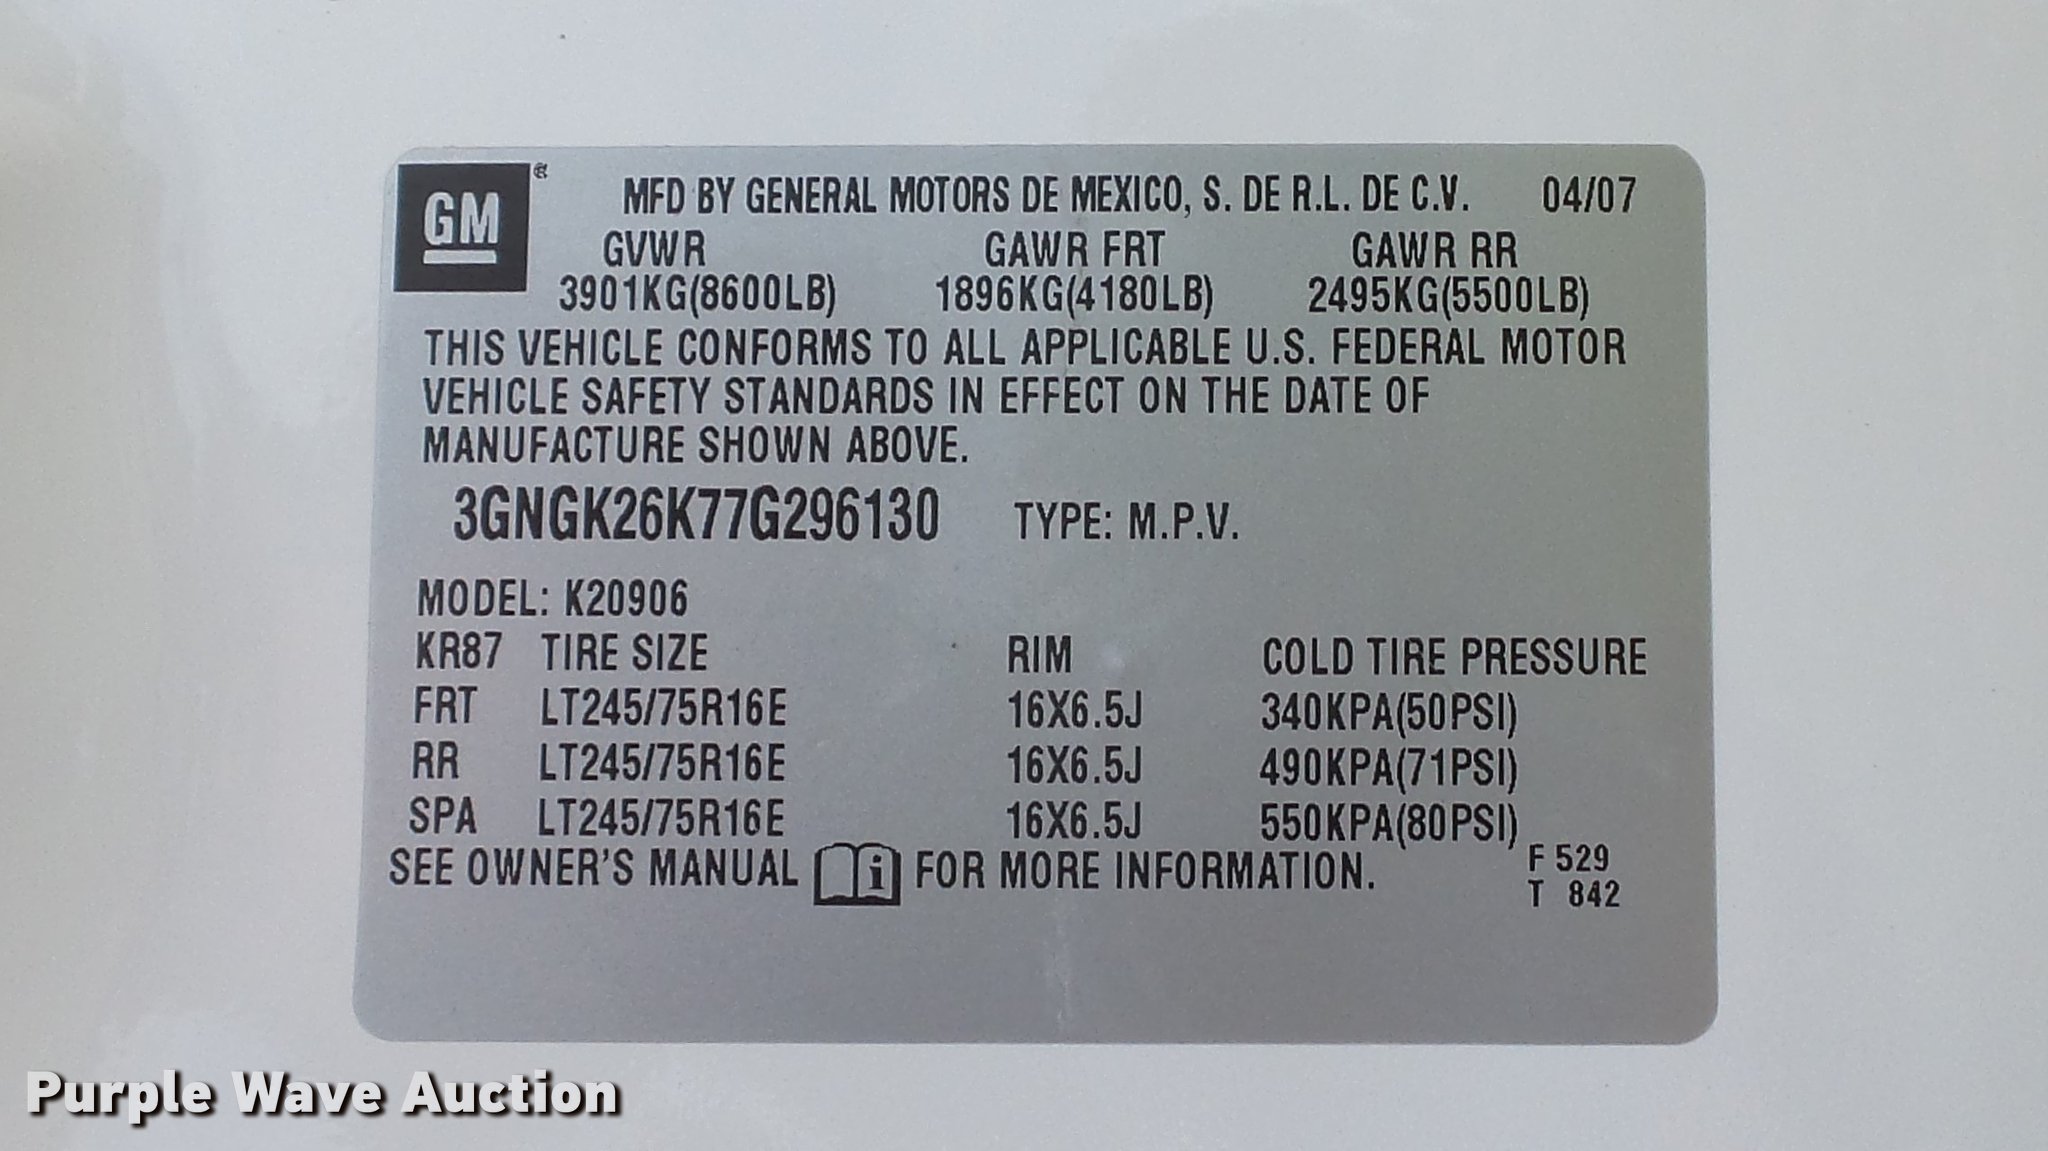 GM ®
MFD BY GENERAL MOTORS DE MEXICO, S. DE R.L. DE C.V. 04/07
GVWR GAWR FRT GAWR RR
3901KG(8600LB) 1896KG(4180LB) 2495KG(5500LB)
THIS VEHICLE CONFORMS TO ALL APPLICABLE U.S. FEDERAL MOTOR
VEHICLE SAFETY STANDARDS IN EFFECT ON THE DATE OF
MANUFACTURE SHOWN ABOVE.
3GNGK26K77G296130 TYPE: M.P.V.
MODEL: K20906
KR87 TIRE SIZE RIM COLD TIRE PRESSURE
FRT LT245/75R16E 16X6.5J 340KPA(50PSI)
RR LT245/75R16E 16X6.5J 490KPA(71PSI)
SPA LT245/75R16E 16X6.5J 550KPA(80PSI)
SEE OWNER'S MANUAL i FOR MORE INFORMATION.
F 529
T 842
Purple Wave Auction